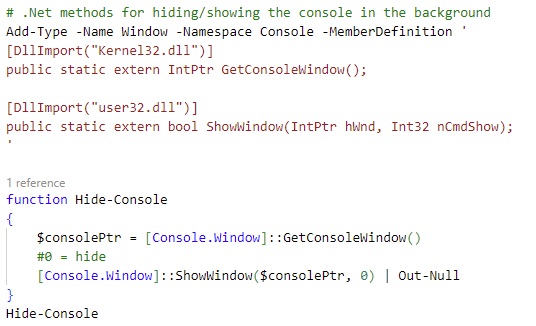 # .Net methods for hiding/showing the console in the background
Add-Type -Name Window -Namespace Console -MemberDefinition '
[DllImport("Kernel32.dll")]
public static extern IntPtr GetConsoleWindow();

[DllImport("user32.dll")]
public static extern bool ShowWindow(IntPtr hWnd, Int32 nCmdShow);
'

1 reference
function Hide-Console
{
    $consolePtr = [Console.Window]::GetConsoleWindow()
    #0 = hide
    [Console.Window]::ShowWindow($consolePtr, 0) | Out-Null
}
Hide-Console